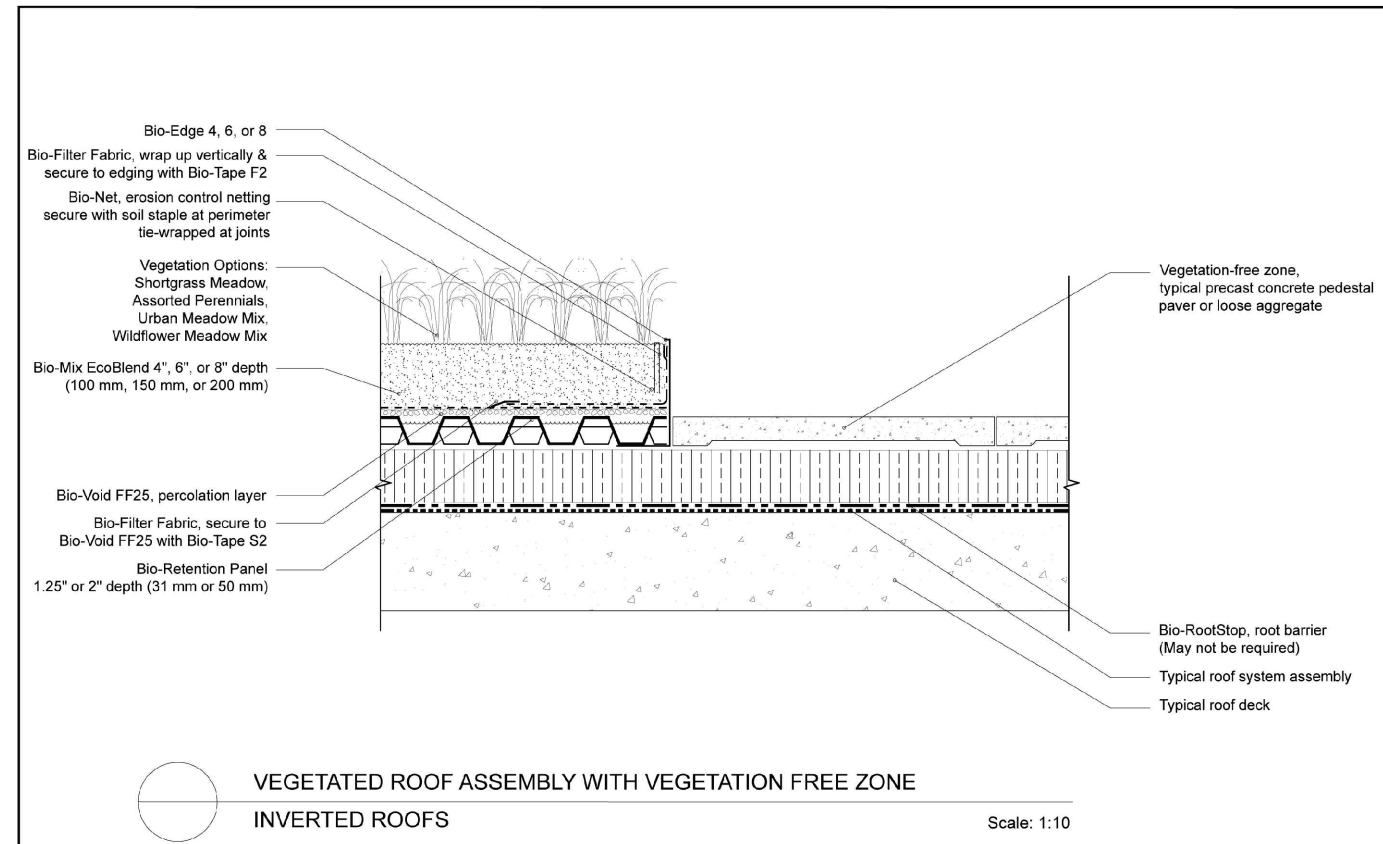 Bio-Edge 4, 6, or 8
Bio-Filter Fabric, wrap up vertically &
secure to edging with Bio-Tape F2
Bio-Net, erosion control netting
secure with soil staple at perimeter
tie-wrapped at joints
Vegetation Options:
Shortgrass Meadow,
Assorted Perennials,
Urban Meadow Mix,
Wildflower Meadow Mix
Bio-Mix EcoBlend 4", 6", or 8" depth
(100 mm, 150 mm, or 200 mm)
Bio-Void FF25, percolation layer
Bio-Filter Fabric, secure to
Bio-Void FF25 with Bio-Tape S2
Bio-Retention Panel
1.25" or 2" depth (31 mm or 50 mm)
Vegetation-free zone,
typical precast concrete pedestal
paver or loose aggregate
Bio-RootStop, root barrier
(May not be required)
Typical roof system assembly
Typical roof deck
VEGETATED ROOF ASSEMBLY WITH VEGETATION FREE ZONE
INVERTED ROOFS
Scale: 1:10